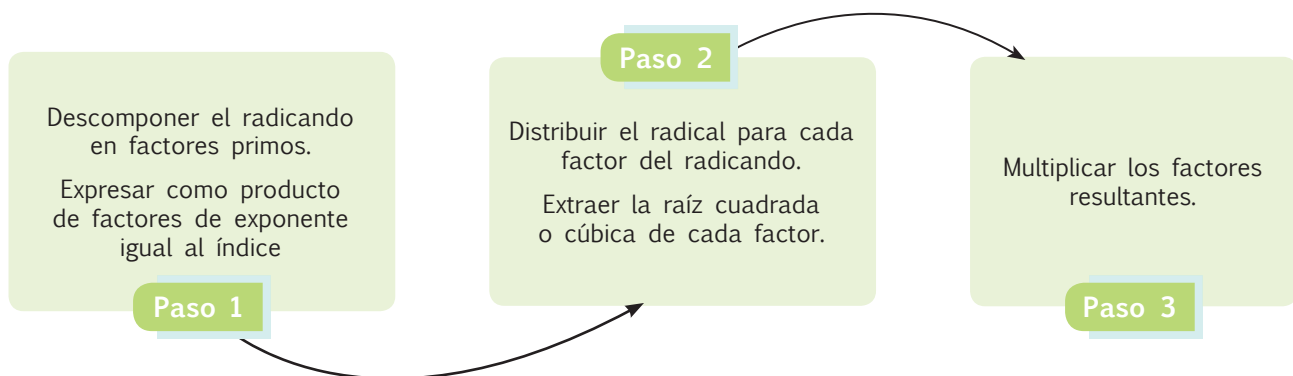 Descomponer el radicando
en factores primos.
Expresar como producto
de factores de exponente
igual al índice
Paso 1
Paso 2
Distribuir el radical para cada
factor del radicando.
Extraer la raíz cuadrada
o cúbica de cada factor.
Multiplicar los factores
resultantes.
Paso 3